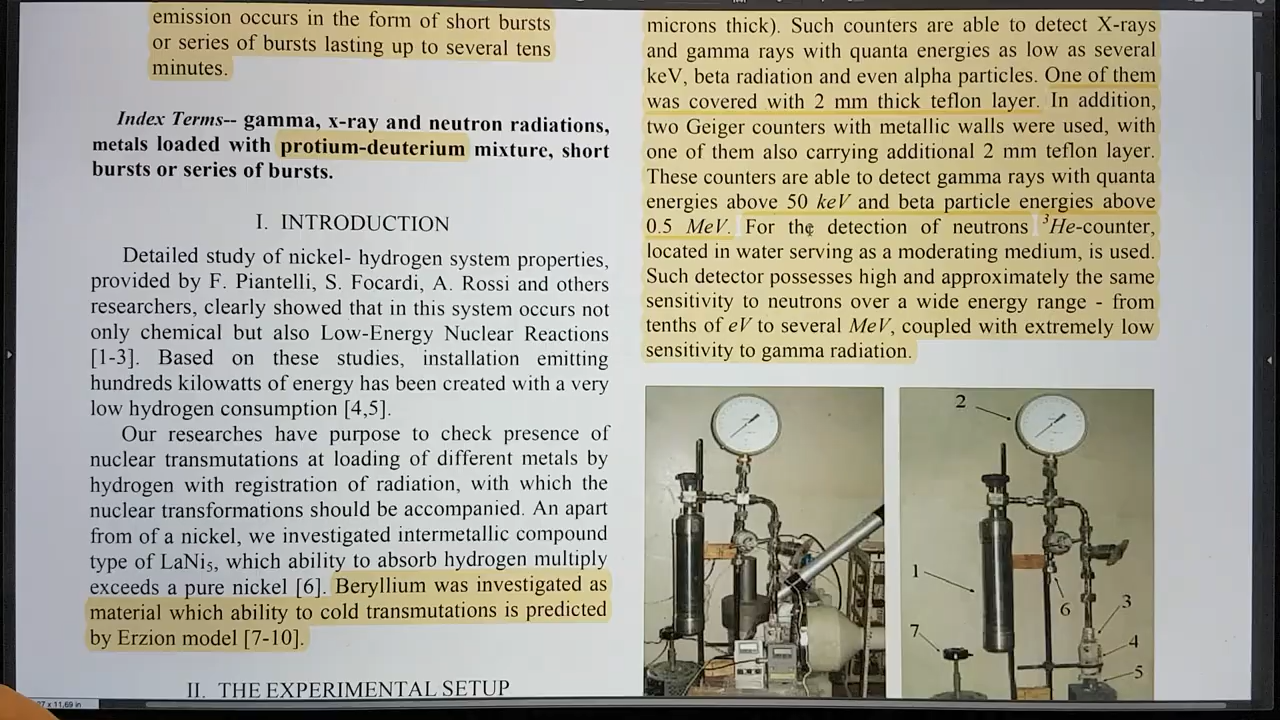 emission occurs in the form of short bursts
or series of bursts lasting up to several tens
minutes.
Index Terms-- gamma, x-ray and neutron radiations,
metals loaded with protium-deuterium mixture, short
bursts or series of bursts.
I. INTRODUCTION
Detailed study of nickel- hydrogen system properties,
provided by F. Piantelli, S. Focardi, A. Rossi and others
researchers, clearly showed that in this system occurs not
only chemical but also Low-Energy Nuclear Reactions
[1-3]. Based on these studies, installation emitting
hundreds kilowatts of energy has been created with a very
low hydrogen consumption [4,5].
Our researches have purpose to check presence of
nuclear transmutations at loading of different metals by
hydrogen with registration of radiation, with which the
nuclear transformations should be accompanied. An apart
from of a nickel, we investigated intermetallic compound
type of LaNi5, which ability to absorb hydrogen multiply
exceeds a pure nickel [6]. Beryllium was investigated as
material which ability to cold transmutations is predicted
by Erzion model [7-10].
II. THE EXPERIMENTAL SETUP
microns thick). Such counters are able to detect X-rays
and gamma rays with quanta energies as low as several
keV, beta radiation and even alpha particles. One of them
was covered with 2 mm thick teflon layer. In addition,
two Geiger counters with metallic walls were used, with
one of them also carrying additional 2 mm teflon layer.
These counters are able to detect gamma rays with quanta
energies above 50 keV and beta particle energies above
0.5 MeV. For the detection of neutrons 3He-counter,
located in water serving as a moderating medium, is used.
Such detector possesses high and approximately the same
sensitivity to neutrons over a wide energy range - from
tenths of eV to several MeV, coupled with extremely low
sensitivity to gamma radiation.
2
1
6
3
7
4
5
7 x 11,69 in